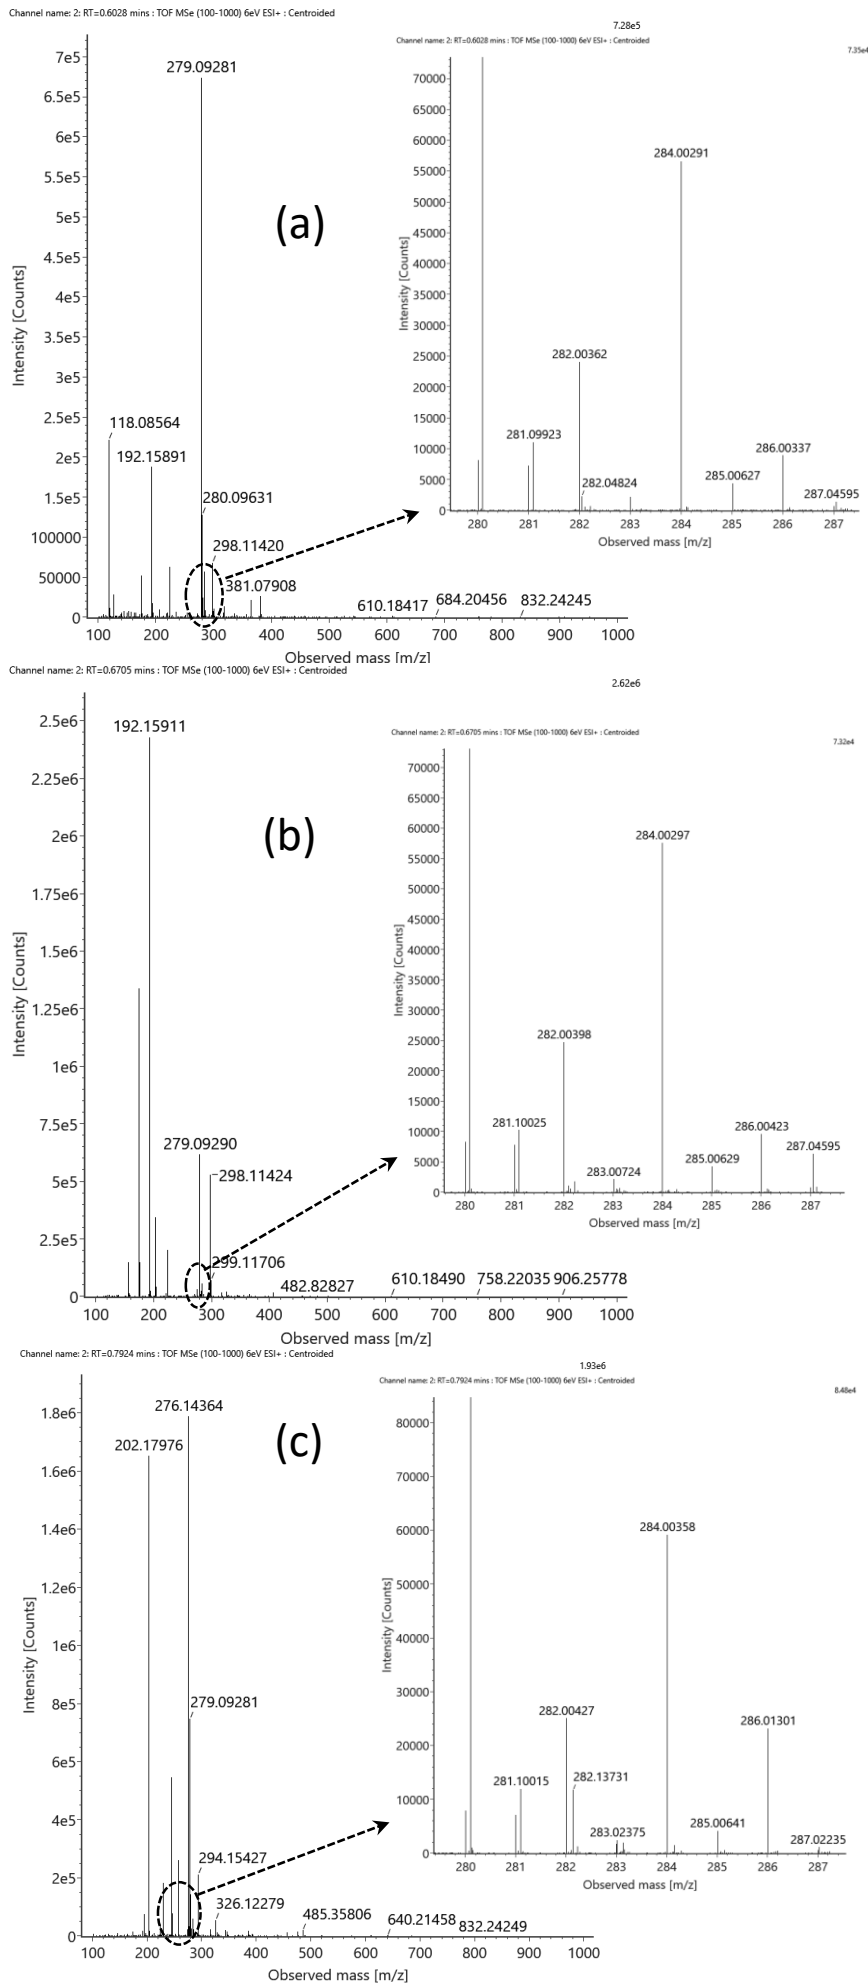 Channel name: 2: RT=0.6028 mins : TOF MSe (100-1000) 6eV ESI+ : Centroided
7.28e5
Channel name: 2: RT=0.6028 mins : TOF MSe (100-1000) 6eV ESI+ : Centroided
7.35e4
(a)
Intensity [Counts]
7e5
6.5e5
6e5
5.5e5
5e5
4.5e5
4e5
3.5e5
3e5
2.5e5
2e5
1.5e5
100000
50000
0
279.09281
118.08564
192.15891
280.09631
298.11420
381.07908
610.18417
684.20456
832.24245
100 200 300 400 500 600 700 800 900 1000
Observed mass [m/z]
Intensity [Counts]
70000
65000
60000
55000
50000
45000
40000
35000
30000
25000
20000
15000
10000
5000
0
284.00291
282.00362
281.09923
282.04824
286.00337
285.00627
287.04595
280 281 282 283 284 285 286 287
Observed mass [m/z]
Channel name: 2: RT=0.6705 mins : TOF MSe (100-1000) 6eV ESI+ : Centroided
2.62e6
Channel name: 2: RT=0.6705 mins : TOF MSe (100-1000) 6eV ESI+ : Centroided
7.32e4
(b)
Intensity [Counts]
2.5e6
2.25e6
2e6
1.75e6
1.5e6
1.25e6
1e6
7.5e5
5e5
2.5e5
0
192.15911
279.09290
298.11424
299.11706
482.82827
610.18490
758.22035
906.25778
100 200 300 400 500 600 700 800 900 1000
Observed mass [m/z]
Intensity [Counts]
70000
65000
60000
55000
50000
45000
40000
35000
30000
25000
20000
15000
10000
5000
0
284.00297
282.00398
281.10025
283.00724
286.00423
285.00629
287.04595
280 281 282 283 284 285 286 287
Observed mass [m/z]
Channel name: 2: RT=0.7924 mins : TOF MSe (100-1000) 6eV ESI+ : Centroided
1.93e6
Channel name: 2: RT=0.7924 mins : TOF MSe (100-1000) 6eV ESI+ : Centroided
8.48e4
(c)
Intensity [Counts]
1.8e6
1.6e6
1.4e6
1.2e6
1e6
8e5
6e5
4e5
2e5
0
276.14364
202.17976
279.09281
294.15427
326.12279
485.35806
640.21458
832.24249
100 200 300 400 500 600 700 800 900 1000
Observed mass [m/z]
Intensity [Counts]
80000
70000
60000
50000
40000
30000
20000
10000
0
284.00358
282.00427
286.01301
281.10015
282.13731
283.02375
285.00641
287.02235
280 281 282 283 284 285 286 287
Observed mass [m/z]